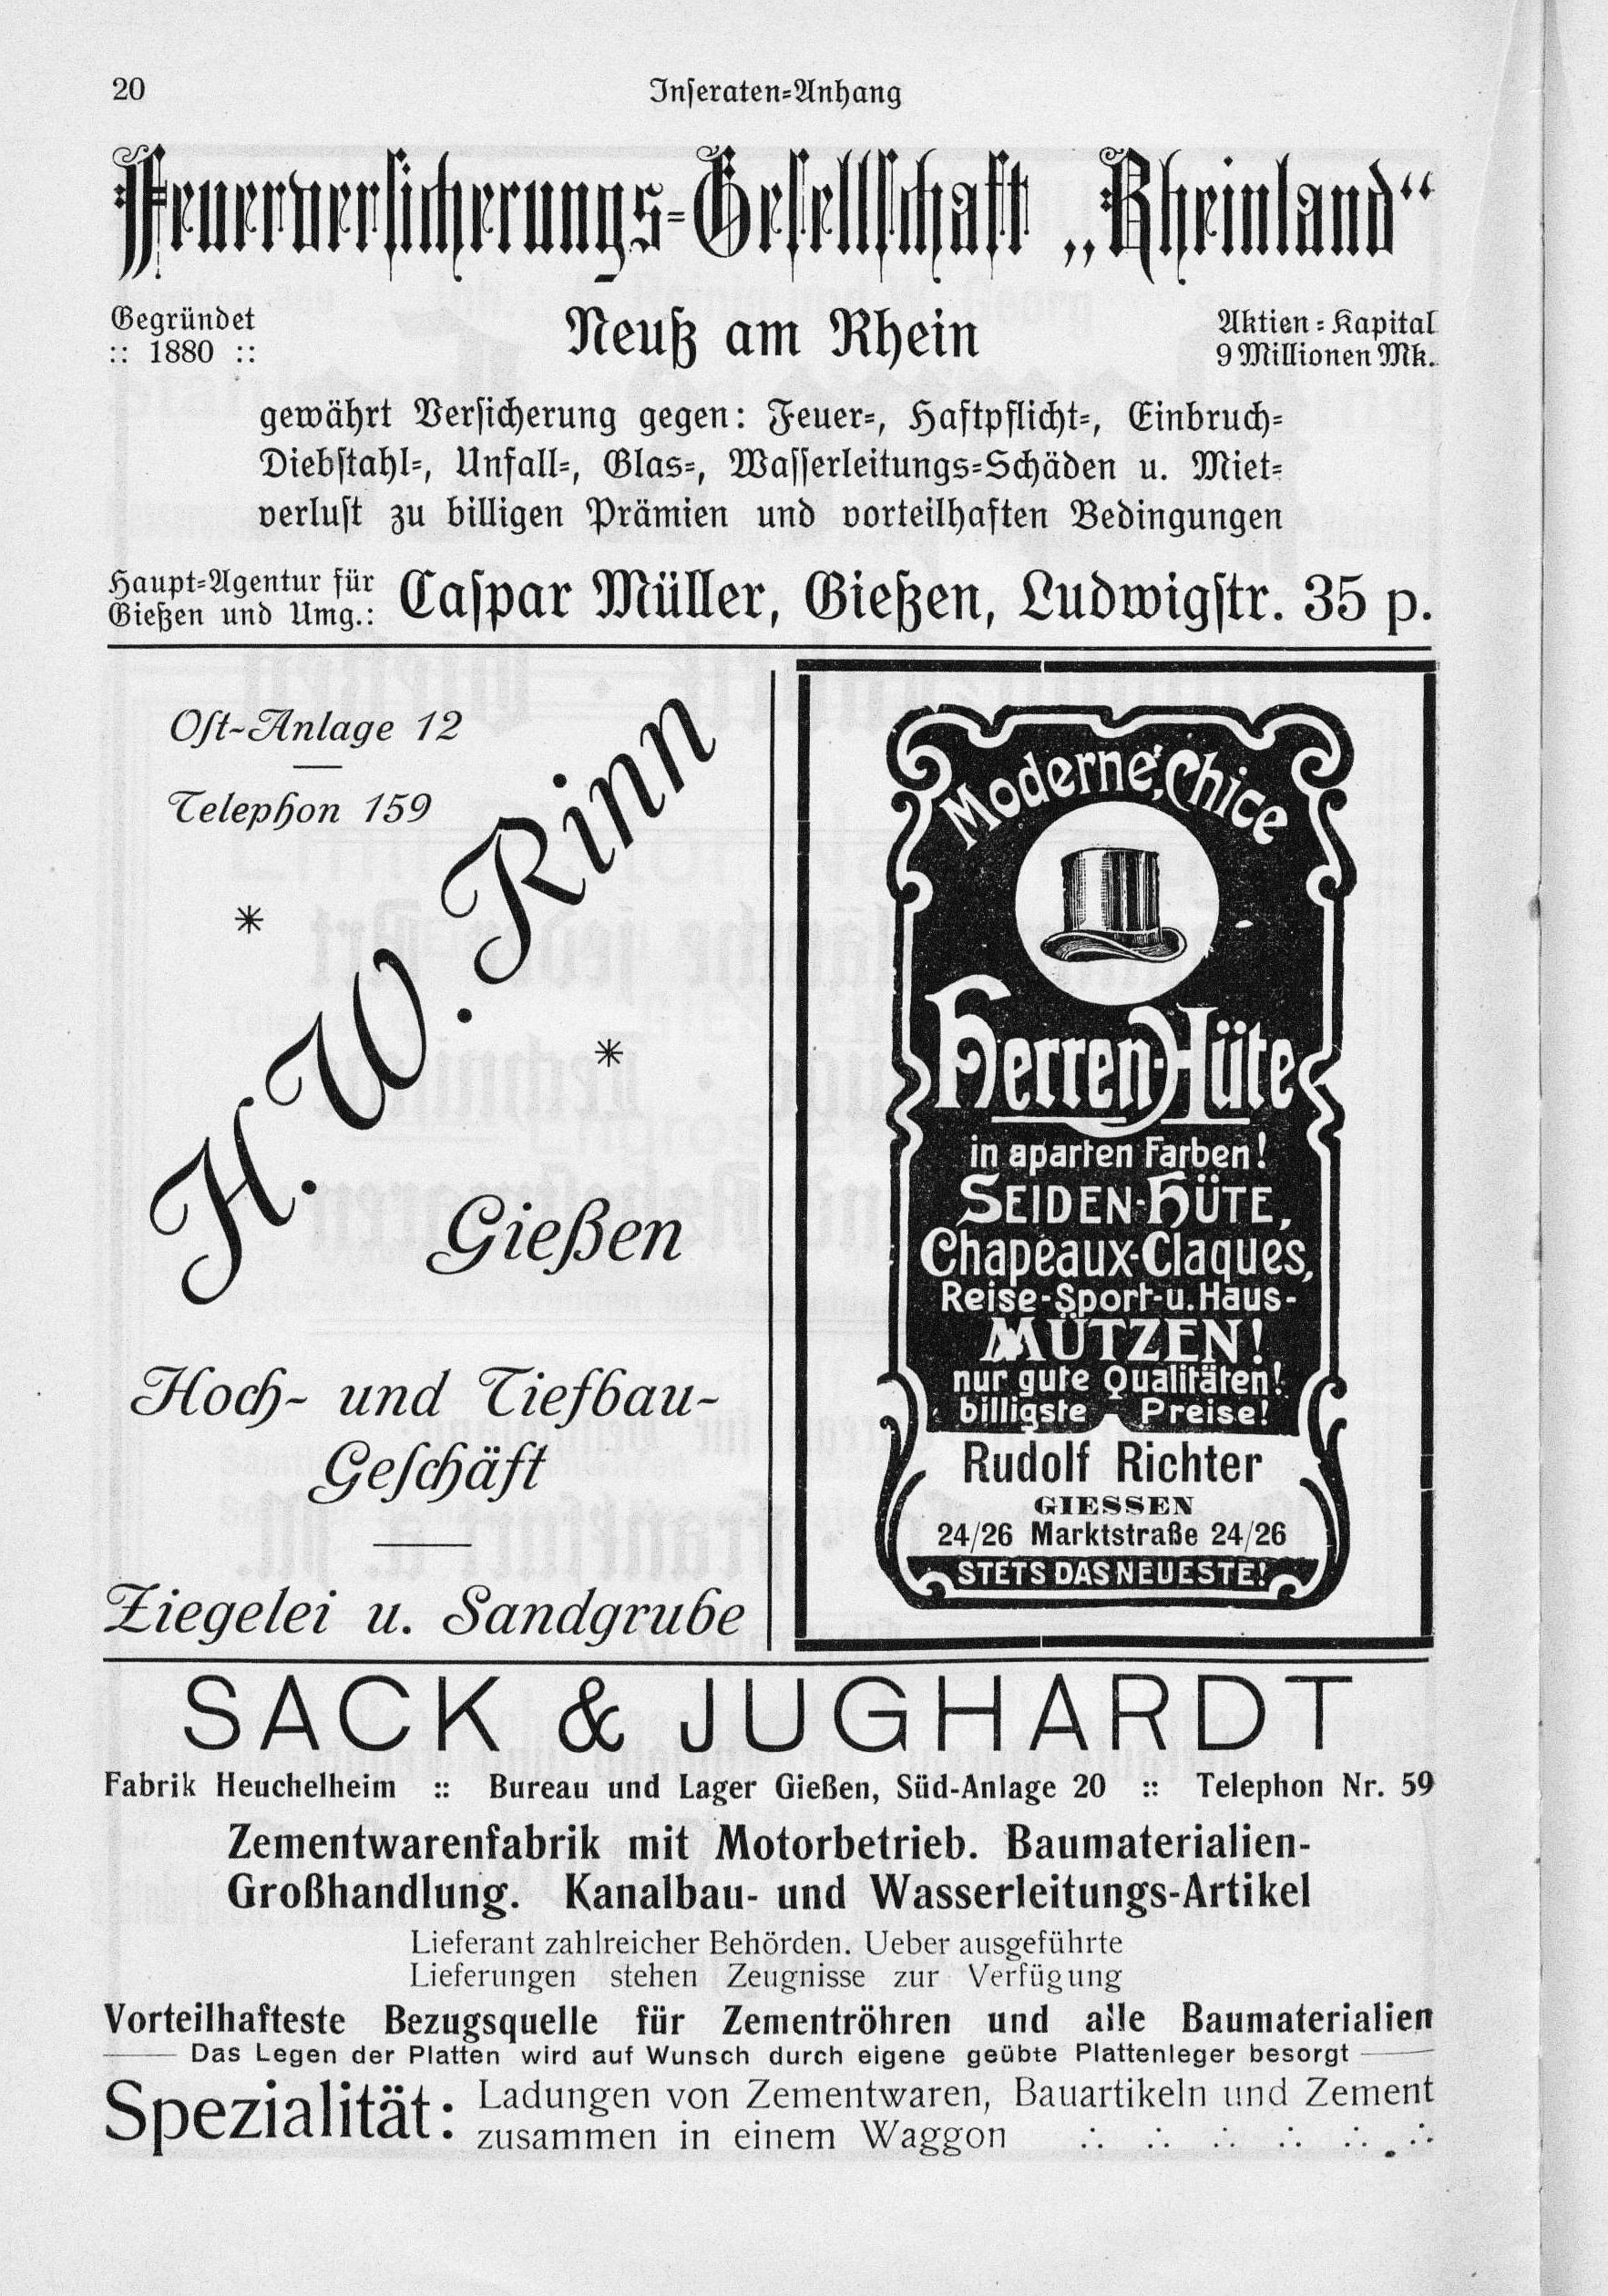 20
Inseraten-Anhang
Feuerversicherungs-Gesellschaft „Rheinland“
Gegründet
:: 1880 ::
Neuß am Rhein
Aktien-Kapital
9 Millionen Mk.
gewährt Versicherung gegen: Feuer-, Haftpflicht-, Einbruch-
Diebstahl-, Unfall-, Glas-, Wasserleitungs-Schäden u. Miet-
verlust zu billigen Prämien und vorteilhaften Bedingungen
Haupt-Agentur für
Gießen und Umg.:
Caspar Müller, Gießen, Ludwigstr. 35 p.
Ost-Anlage 12
Telephon 159
H. W. Rinn
Gießen
Hoch- und Tiefbau-
Geschäft
Ziegelei u. Sandgrube
Moderne, Chice
Herren-Hüte
in aparten Farben!
SEIDEN-HÜTE,
Chapeaux-Claques,
Reise-Sport-u. Haus-
MÜTZEN!
nur gute Qualitäten!
billigste Preise!
Rudolf Richter
GIESSEN
24/26 Marktstraße 24/26
STETS DAS NEUESTE!
SACK & JUGHARDT
Fabrik Heuchelheim :: Bureau und Lager Gießen, Süd-Anlage 20 :: Telephon Nr. 59
Zementwarenfabrik mit Motorbetrieb. Baumaterialien-
Großhandlung. Kanalbau- und Wasserleitungs-Artikel
Lieferant zahlreicher Behörden. Ueber ausgeführte
Lieferungen stehen Zeugnisse zur Verfügung
Vorteilhafteste Bezugsquelle für Zementröhren und alle Baumaterialien
Das Legen der Platten wird auf Wunsch durch eigene geübte Plattenleger besorgt
Spezialität: Ladungen von Zementwaren, Bauartikeln und Zement
zusammen in einem Waggon